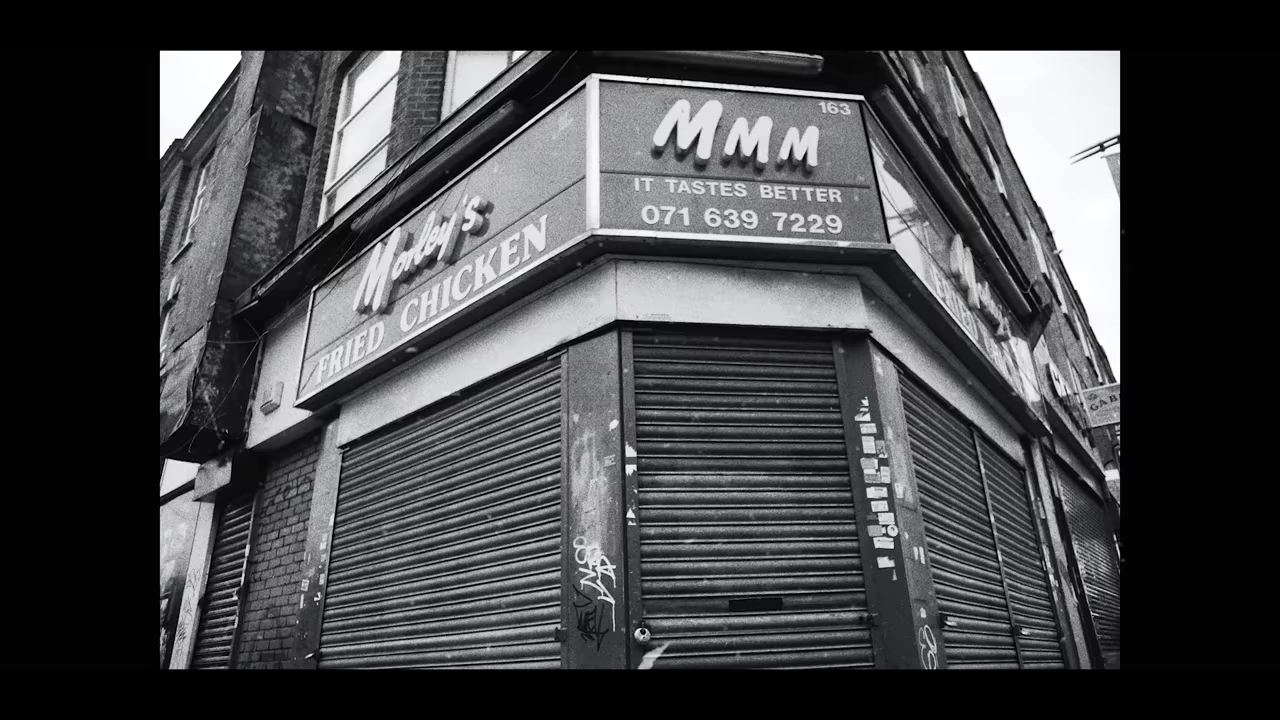 Morley's
FRIED CHICKEN
163
MMM
IT TASTES BETTER
071 639 7229